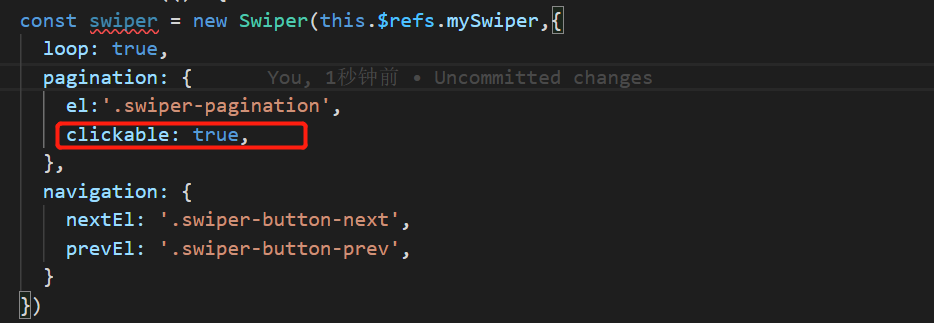 const swiper = new Swiper(this.$refs.mySwiper,{
loop: true,
pagination: { You, 1秒钟前 • Uncommitted changes
el:'.swiper-pagination',
clickable: true,
},
navigation: {
nextEl: '.swiper-button-next',
prevEl: '.swiper-button-prev',
}
})